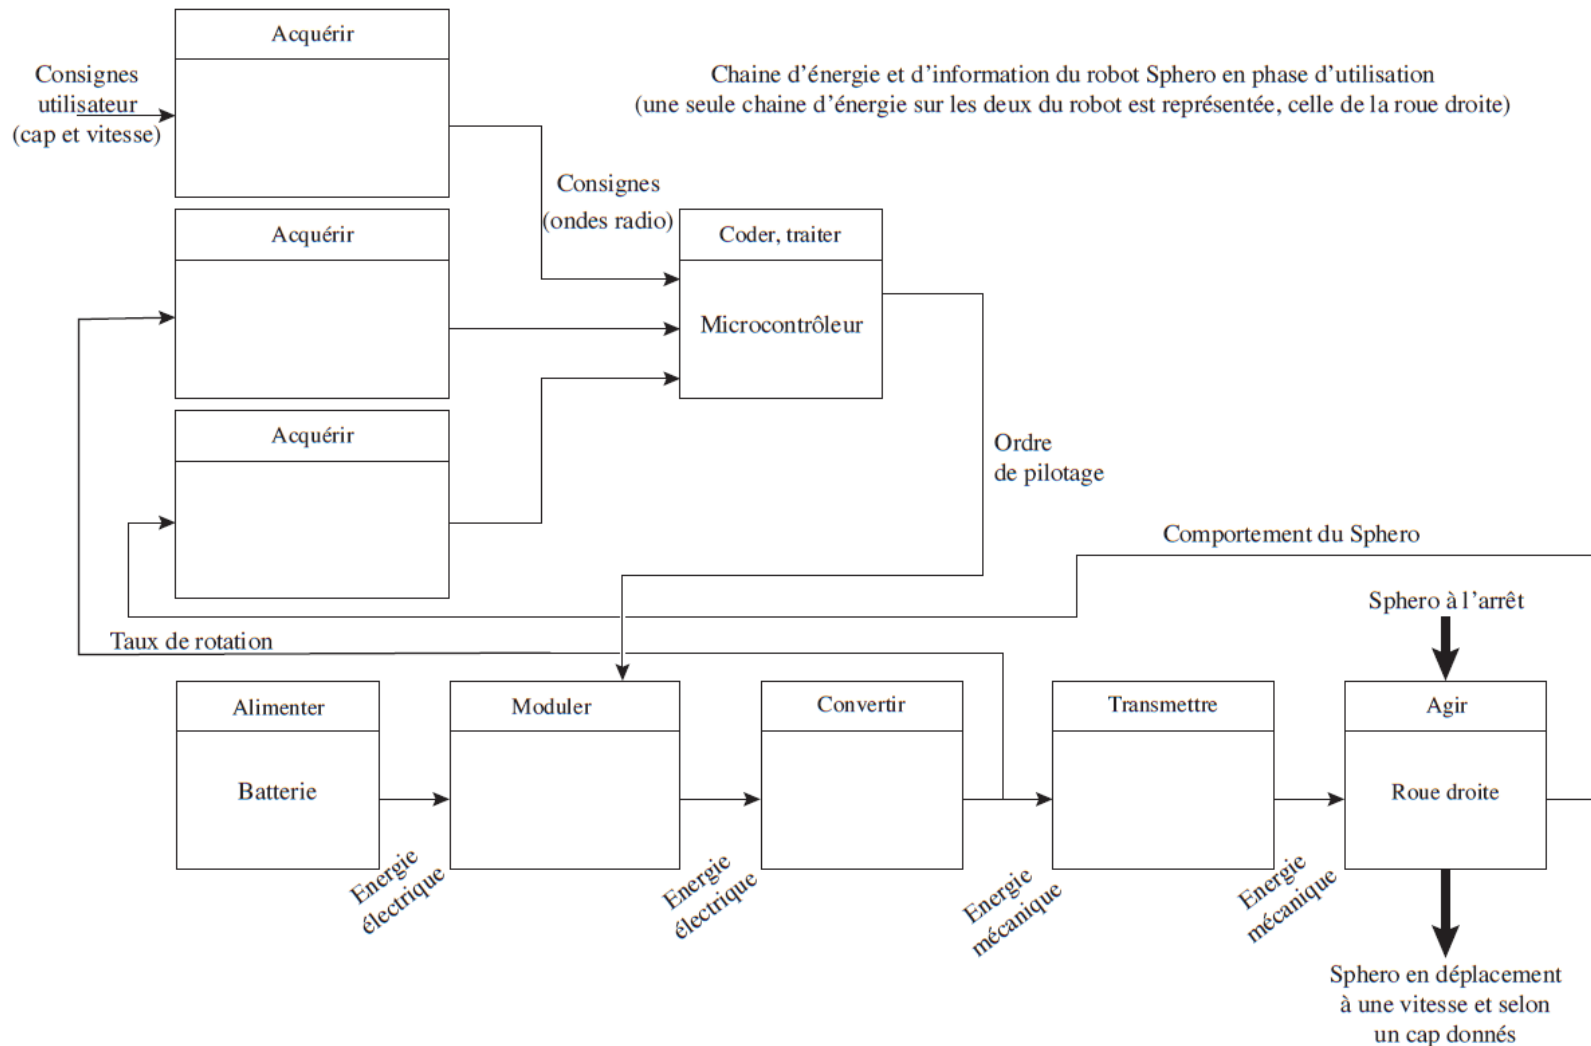 Acquérir
Consignes
utilisateur
(cap et vitesse)
Chaine d'énergie et d'information du robot Sphero en phase d'utilisation
(une seule chaine d'énergie sur les deux du robot est représentée, celle de la roue droite)
Consignes
(ondes radio)
Acquérir
Coder, traiter
Microcontrôleur
Acquérir
Ordre
de pilotage
Comportement du Sphero
Sphero à l'arrêt
Taux de rotation
Alimenter
Batterie
Moduler
Convertir
Transmettre
Agir
Roue droite
Energie
électrique
Energie
électrique
Energie
mécanique
Energie
mécanique
Sphero en déplacement
à une vitesse et selon
un cap donnés